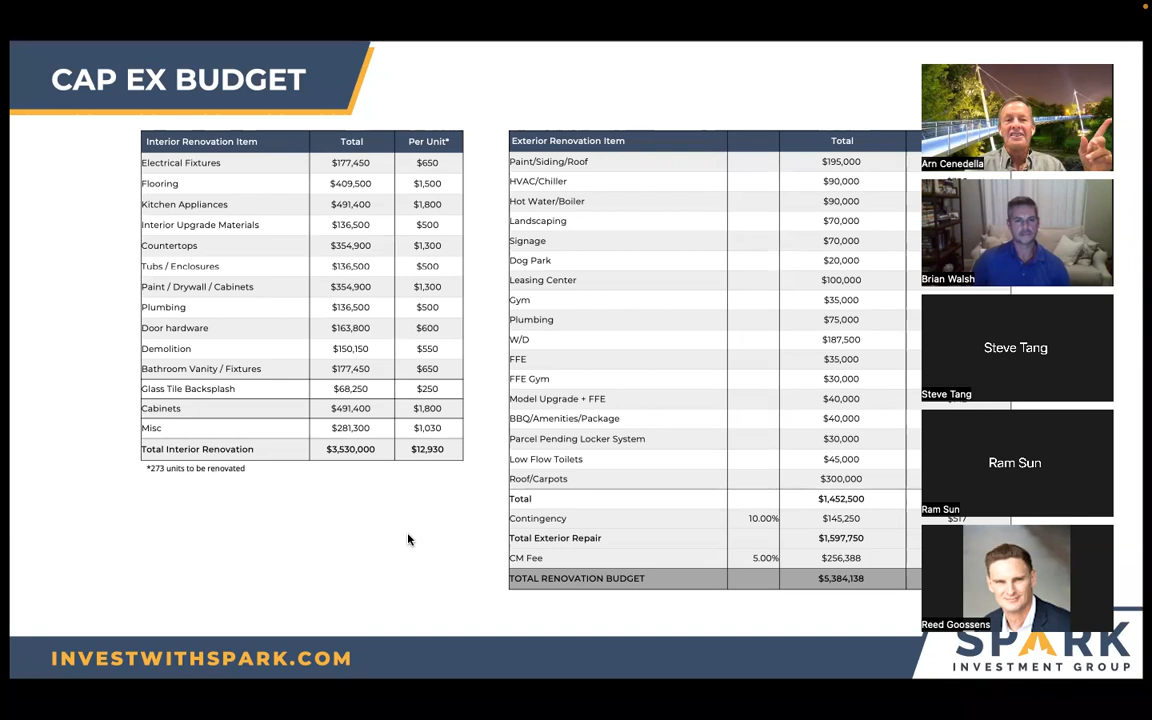 CAP EX BUDGET
Interior Renovation Item Total Per Unit*
Electrical Fixtures $177,450 $650
Flooring $409,500 $1,500
Kitchen Appliances $491,400 $1,800
Interior Upgrade Materials $136,500 $500
Countertops $354,900 $1,300
Tubs / Enclosures $136,500 $500
Paint / Drywall / Cabinets $354,900 $1,300
Plumbing $136,500 $500
Door hardware $163,800 $600
Demolition $150,150 $550
Bathroom Vanity / Fixtures $177,450 $650
Glass Tile Backsplash $68,250 $250
Cabinets $491,400 $1,800
Misc $281,300 $1,030
Total Interior Renovation $3,530,000 $12,930
*273 units to be renovated
Exterior Renovation Item Total
Paint/Siding/Roof $195,000
HVAC/Chiller $90,000
Hot Water/Boiler $90,000
Landscaping $70,000
Signage $70,000
Dog Park $20,000
Leasing Center $100,000
Gym $35,000
Plumbing $75,000
W/D $187,500
FFE $35,000
FFE Gym $30,000
Model Upgrade + FFE $40,000
BBQ/Amenities/Package $40,000
Parcel Pending Locker System $30,000
Low Flow Toilets $45,000
Roof/Carpots $300,000
Total $1,452,500
Contingency 10.00% $145,250 $517
Total Exterior Repair $1,597,750
CM Fee 5.00% $256,388
TOTAL RENOVATION BUDGET $5,384,138
Arn Cenedella
Brian Walsh
Steve Tang
Steve Tang
Ram Sun
Ram Sun
Reed Goossens
INVESTWITHSPARK.COM
SPARK
INVESTMENT GROUP